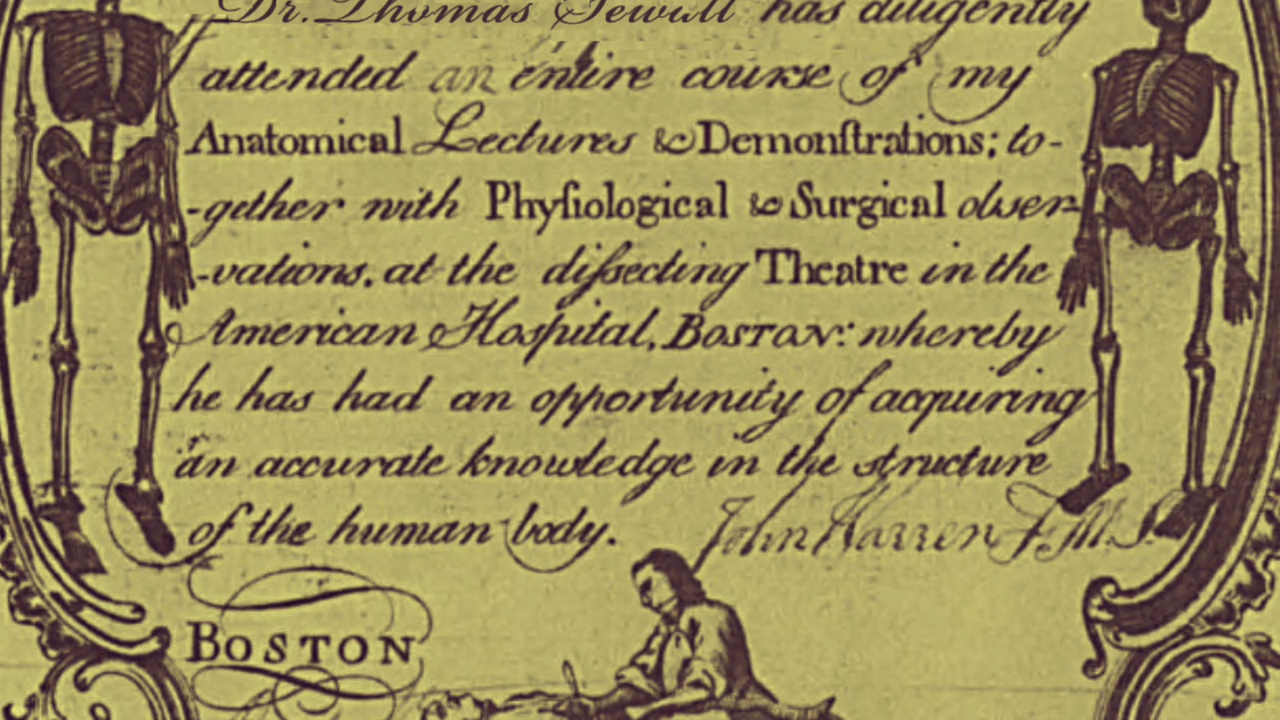 Dr. Thomas Sewall has diligently
attended an entire course of my
Anatomical Lectures & Demonſtrations; to-
-gether with Phyſiological & Surgical obser-
-vations, at the diſsecting Theatre in the
American Hospital, BOSTON: whereby
he has had an opportunity of acquiring
an accurate knowledge in the structure
of the human body. John Warren F.M.S.
BOSTON